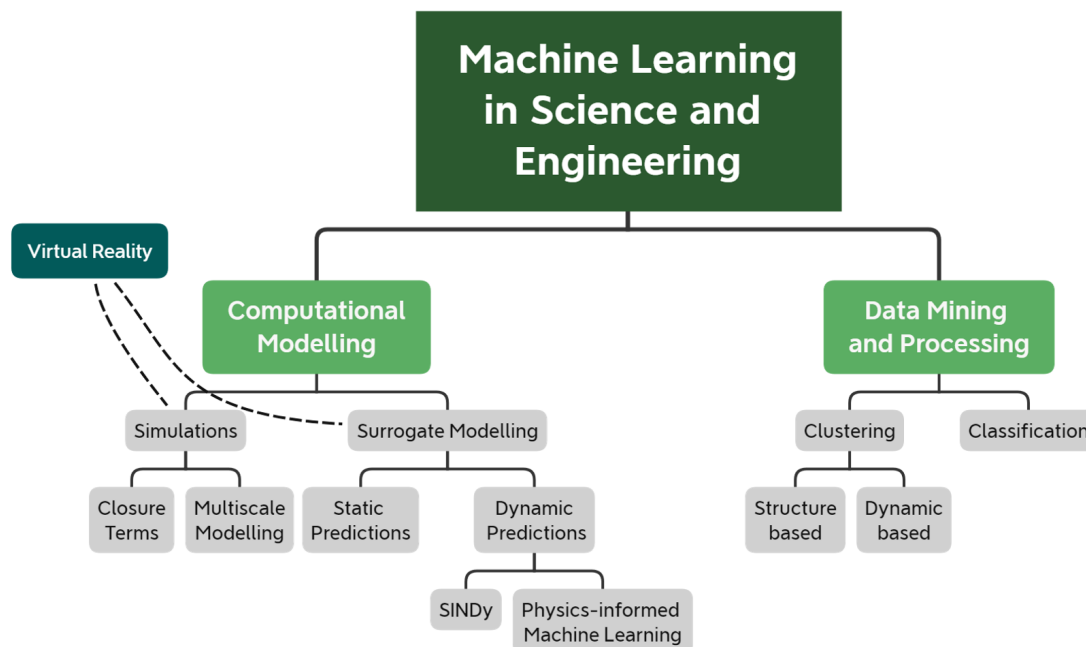 Machine Learning
in Science and
Engineering
Virtual Reality
Computational
Modelling
Data Mining
and Processing
Simulations
Surrogate Modelling
Clustering
Classification
Closure
Terms
Multiscale
Modelling
Static
Predictions
Dynamic
Predictions
Structure
based
Dynamic
based
SINDy
Physics-informed
Machine Learning